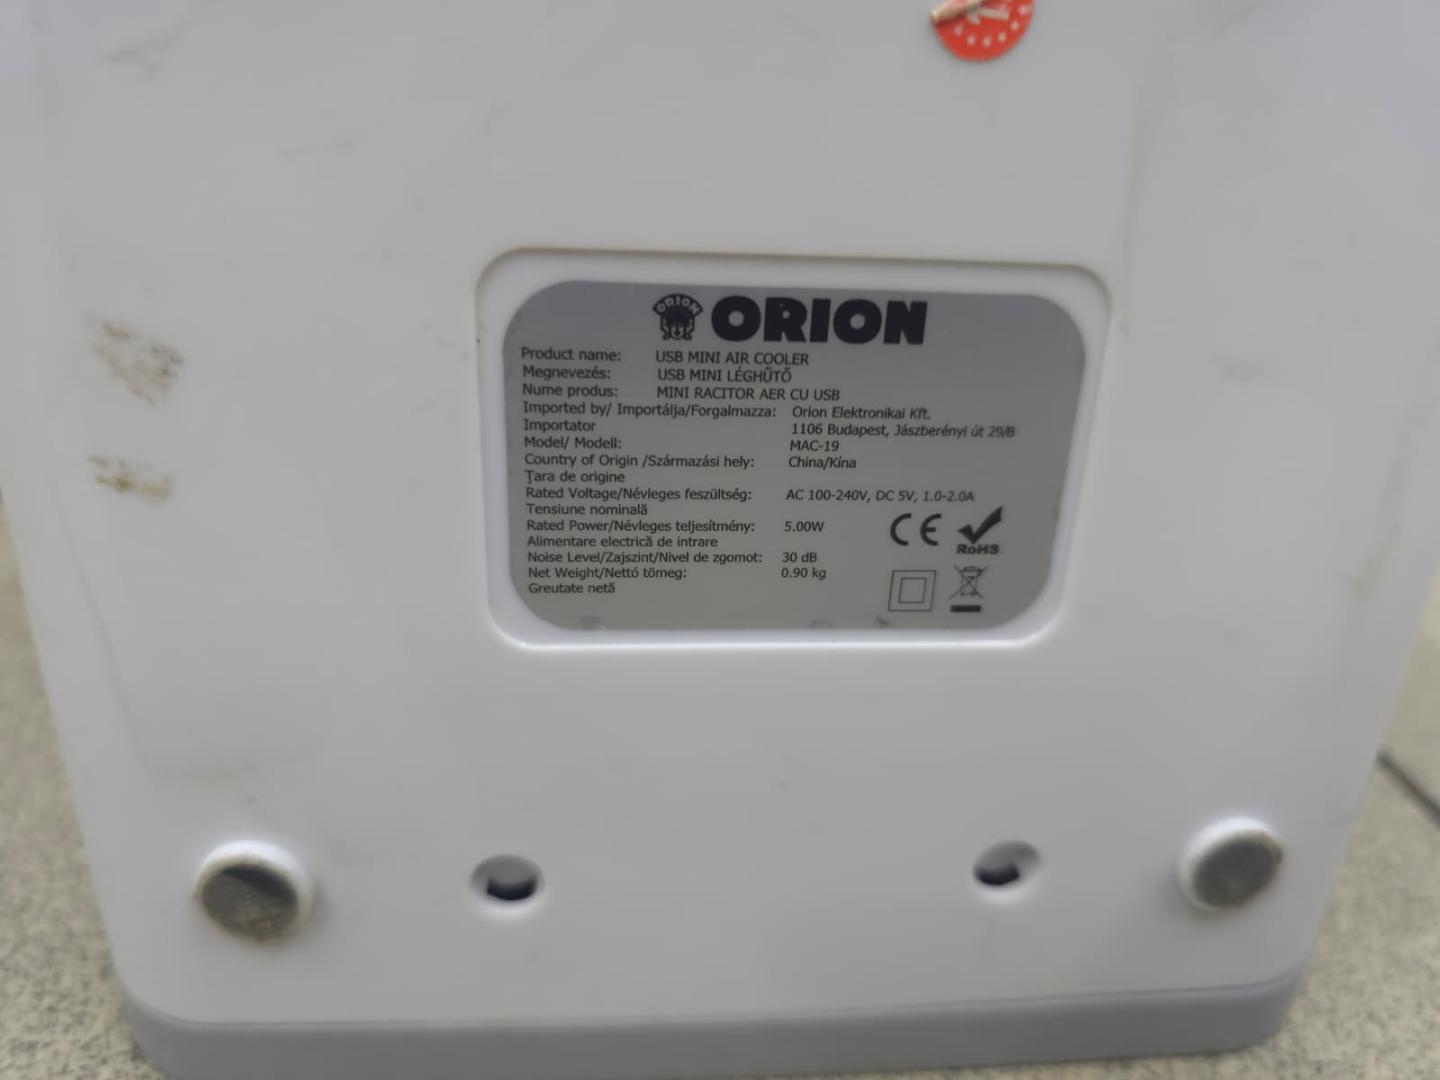 ORION ORION
Product name: USB MINI AIR COOLER
Megnevezés: USB MINI LÉGHŰTŐ
Nume produs: MINI RACITOR AER CU USB
Imported by/ Importálja/Forgalmazza: Orion Elektronikai Kft.
Importator 1106 Budapest, Jászberényi út 29/B
Model/ Modell: MAC-19
Country of Origin /Származási hely: China/Kína
Ţara de origine
Rated Voltage/Névleges feszültség: AC 100-240V, DC 5V, 1.0-2.0A
Tensiune nominală
Rated Power/Névleges teljesítmény: 5.00W
Alimentare electrică de intrare
Noise Level/Zajszint/Nivel de zgomot: 30 dB
Net Weight/Nettó tömeg: 0.90 kg
Greutate netă
CE RoHS